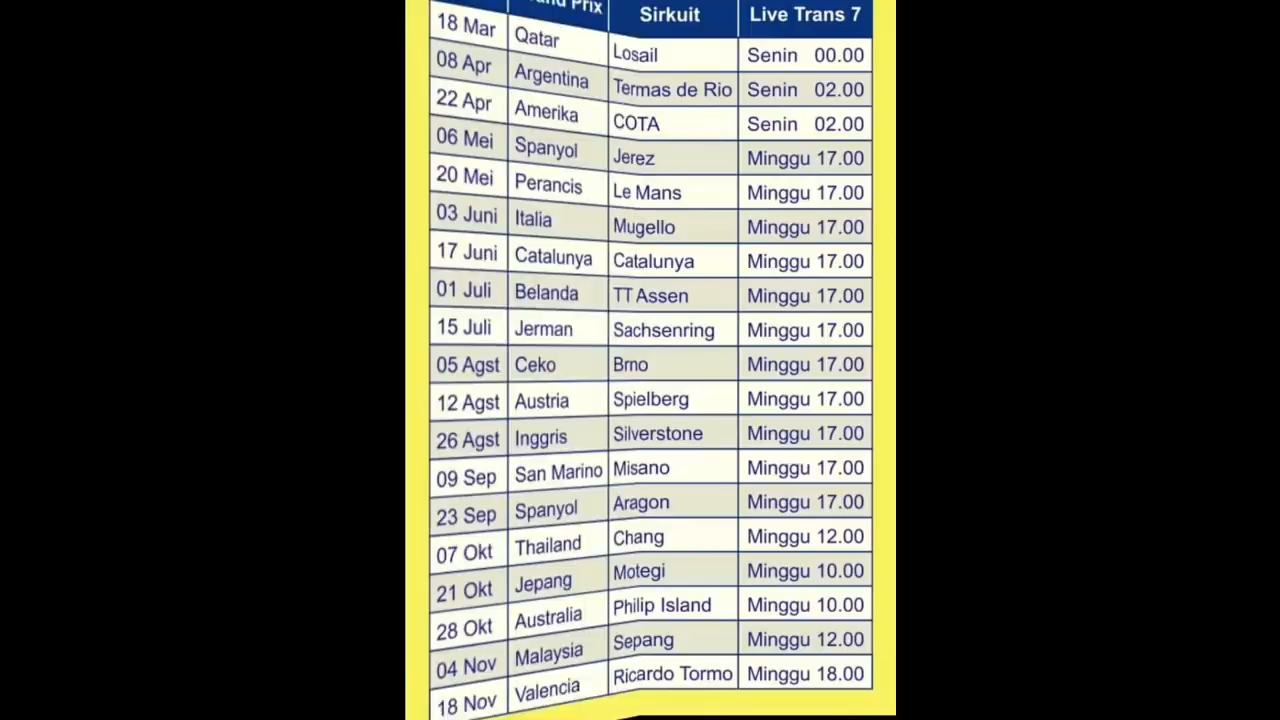 Prix Sirkuit Live Trans 7
18 Mar Qatar Losail Senin 00.00
08 Apr Argentina Termas de Rio Senin 02.00
22 Apr Amerika COTA Senin 02.00
06 Mei Spanyol Jerez Minggu 17.00
20 Mei Perancis Le Mans Minggu 17.00
03 Juni Italia Mugello Minggu 17.00
17 Juni Catalunya Catalunya Minggu 17.00
01 Juli Belanda TT Assen Minggu 17.00
15 Juli Jerman Sachsenring Minggu 17.00
05 Agst Ceko Brno Minggu 17.00
12 Agst Austria Spielberg Minggu 17.00
26 Agst Inggris Silverstone Minggu 17.00
09 Sep San Marino Misano Minggu 17.00
23 Sep Spanyol Aragon Minggu 17.00
07 Okt Thailand Chang Minggu 12.00
21 Okt Jepang Motegi Minggu 10.00
28 Okt Australia Philip Island Minggu 10.00
04 Nov Malaysia Sepang Minggu 12.00
18 Nov Valencia Ricardo Tormo Minggu 18.00